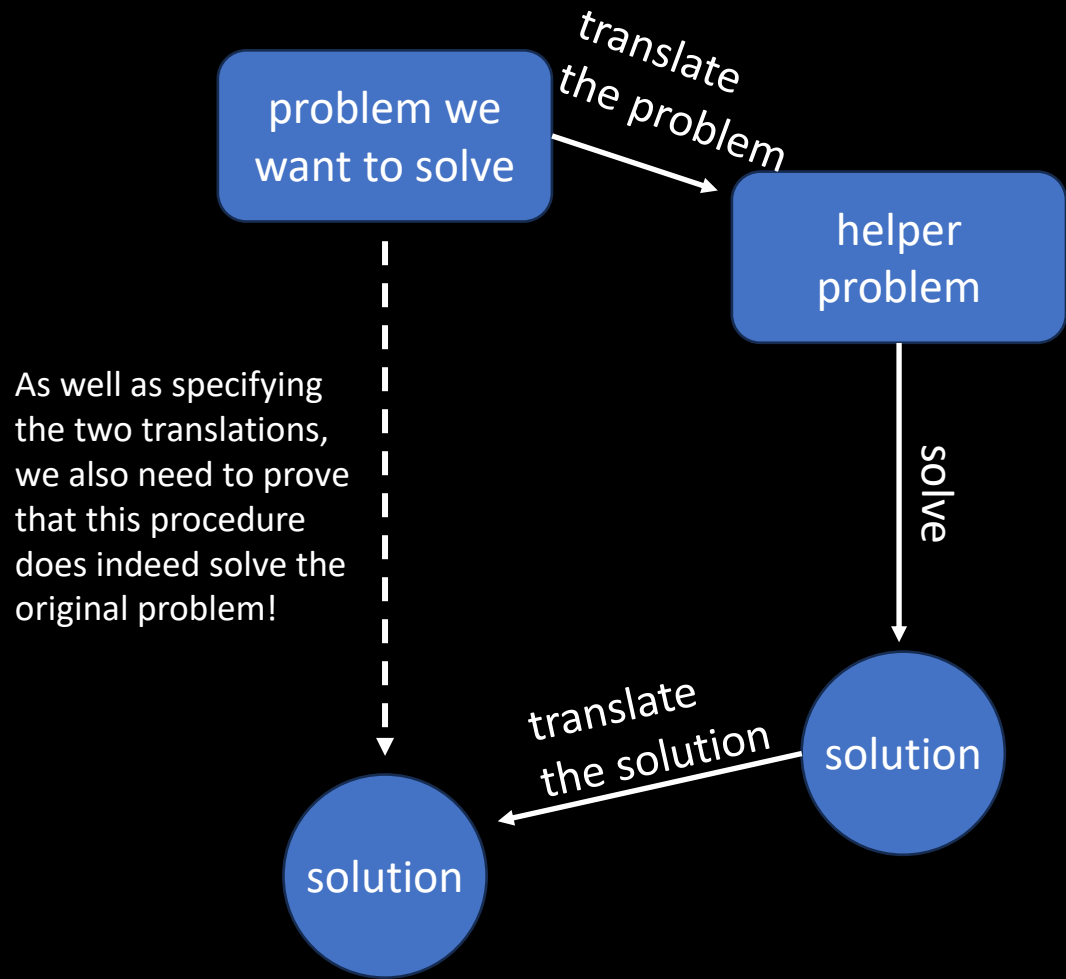 problem we
want to solve
translate
the problem
helper
problem
As well as specifying
the two translations,
we also need to prove
that this procedure
does indeed solve the
original problem!
solve
translate
the solution
solution
solution